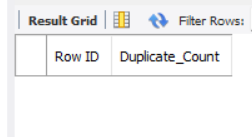 Result Grid Filter Rows:
Row ID Duplicate_Count